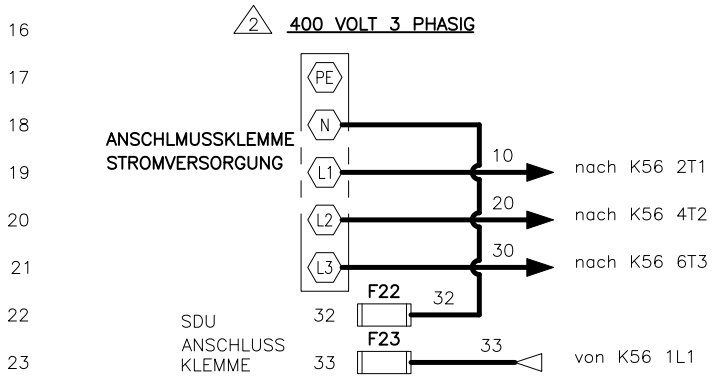 16 2 400 VOLT 3 PHASIG
17 PE
18 N
ANSCHLMUSSKLEMME
STROMVERSORGUNG
19 L1 10 nach K56 2T1
20 L2 20 nach K56 4T2
21 L3 30 nach K56 6T3
F22
22 SDU 32 32
ANSCHLUSS F23
23 KLEMME 33 33 von K56 1L1